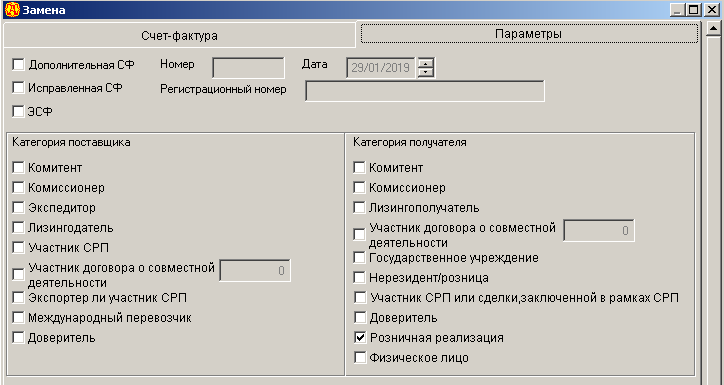 Замена
Счет-фактура
Параметры
Дополнительная СФ
Номер
Дата
29/01/2019
Исправленная СФ
Регистрационный номер
ЭСФ
Категория поставщика
Комитент
Комиссионер
Экспедитор
Лизингодатель
Участник СРП
Участник договора о совместной
деятельности
0
Экспортер ли участник СРП
Международный перевозчик
Доверитель
Категория получателя
Комитент
Комиссионер
Лизингополучатель
Участник договора о совместной
деятельности
0
Государственное учреждение
Нерезидент/розница
Участник СРП или сделки,заключенной в рамках СРП
Доверитель
Розничная реализация
Физическое лицо